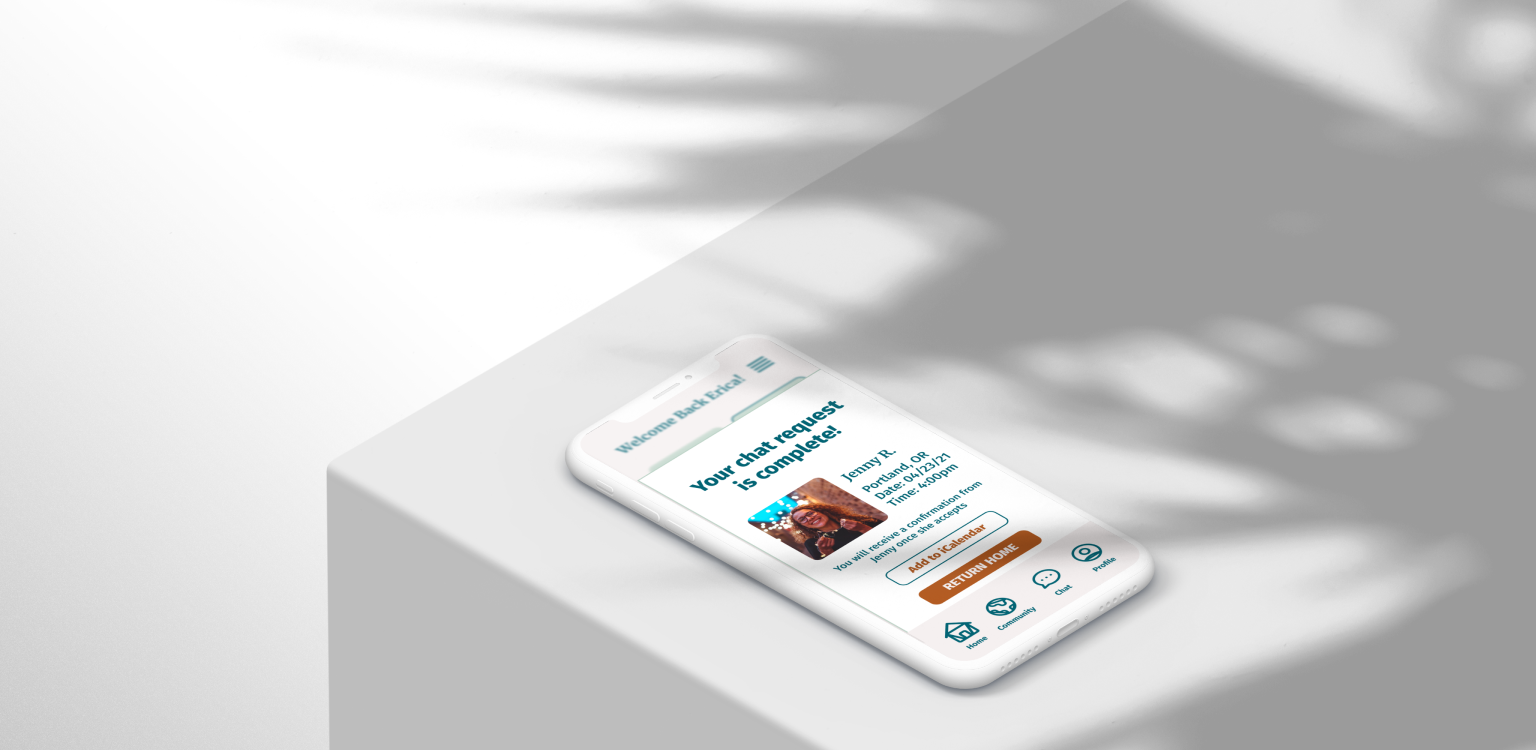 Welcome Back Erica!
Your chat request
is complete!
Jenny R.
Portland, OR
Date: 04/23/21
Time: 4:00pm
You will receive a confirmation from
Jenny once she accepts
Add to iCalendar
RETURN HOME
Home
Community
Chat
Profile